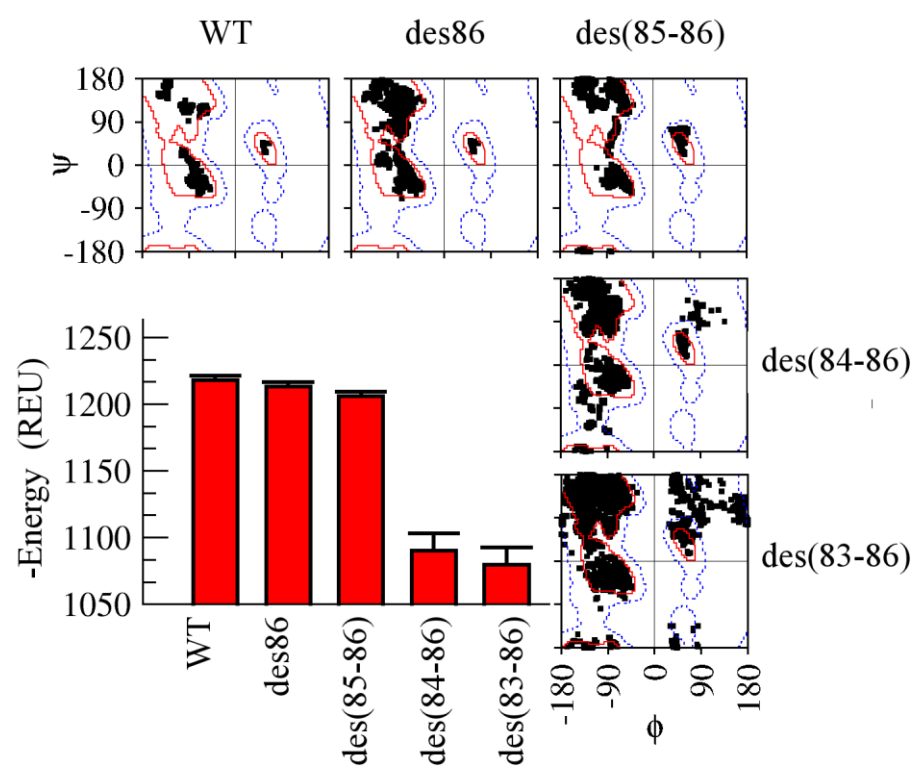 WT des86 des(85-86)
180
90
0
-90
-180
ψ
des(84-86)
des(83-86)
-Energy (REU)
1250
1200
1150
1100
1050
WT
des86
des(85-86)
des(84-86)
des(83-86)
-180 -90 0 90 180
ϕ